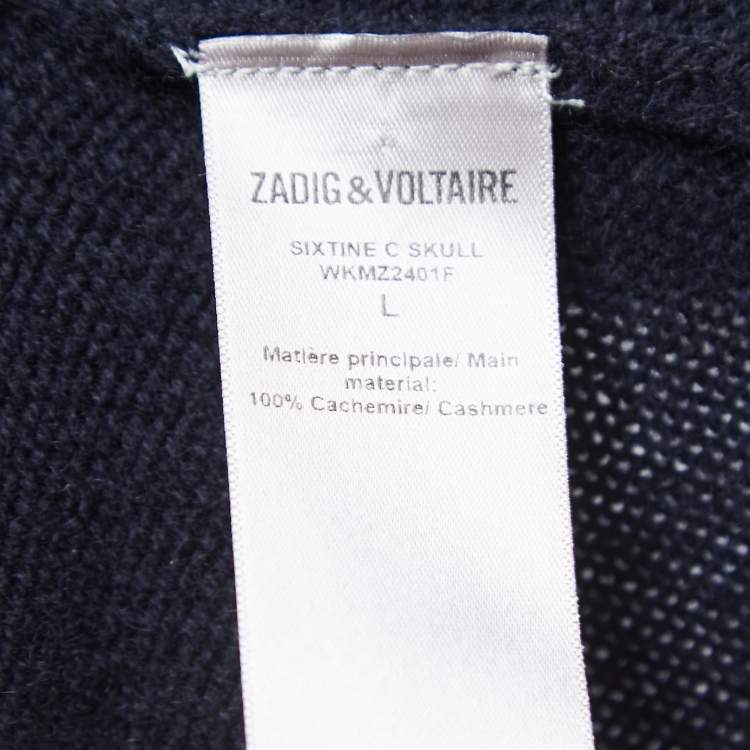 ZADIG&VOLTAIRE
SIXTINE C SKULL
WKMZ2401F
L
Matière principale/ Main
material:
100% Cachemire/ Cashmere